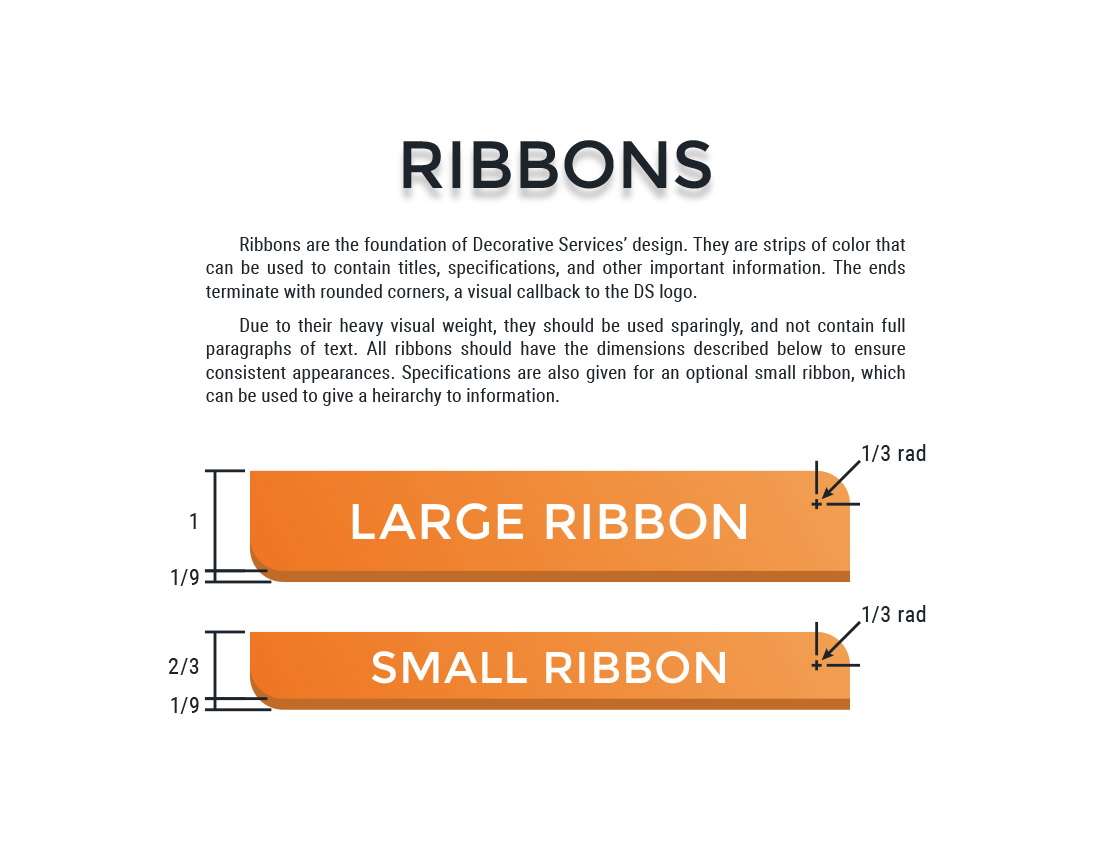 RIBBONS
Ribbons are the foundation of Decorative Services’ design. They are strips of color that
can be used to contain titles, specifications, and other important information. The ends
terminate with rounded corners, a visual callback to the DS logo.
Due to their heavy visual weight, they should be used sparingly, and not contain full
paragraphs of text. All ribbons should have the dimensions described below to ensure
consistent appearances. Specifications are also given for an optional small ribbon, which
can be used to give a heirarchy to information.
1/3 rad
1
LARGE RIBBON
1/9
1/3 rad
2/3
SMALL RIBBON
1/9